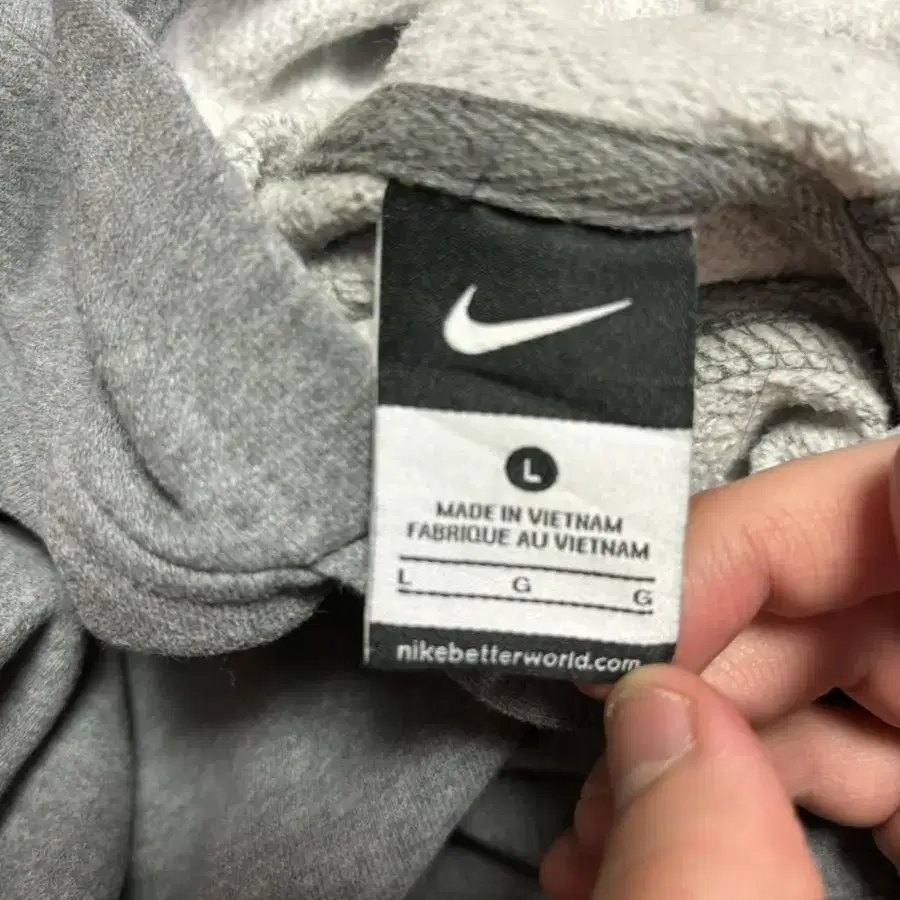 L
MADE IN VIETNAM
FABRIQUE AU VIETNAM
L G G
nikebetterworld.com